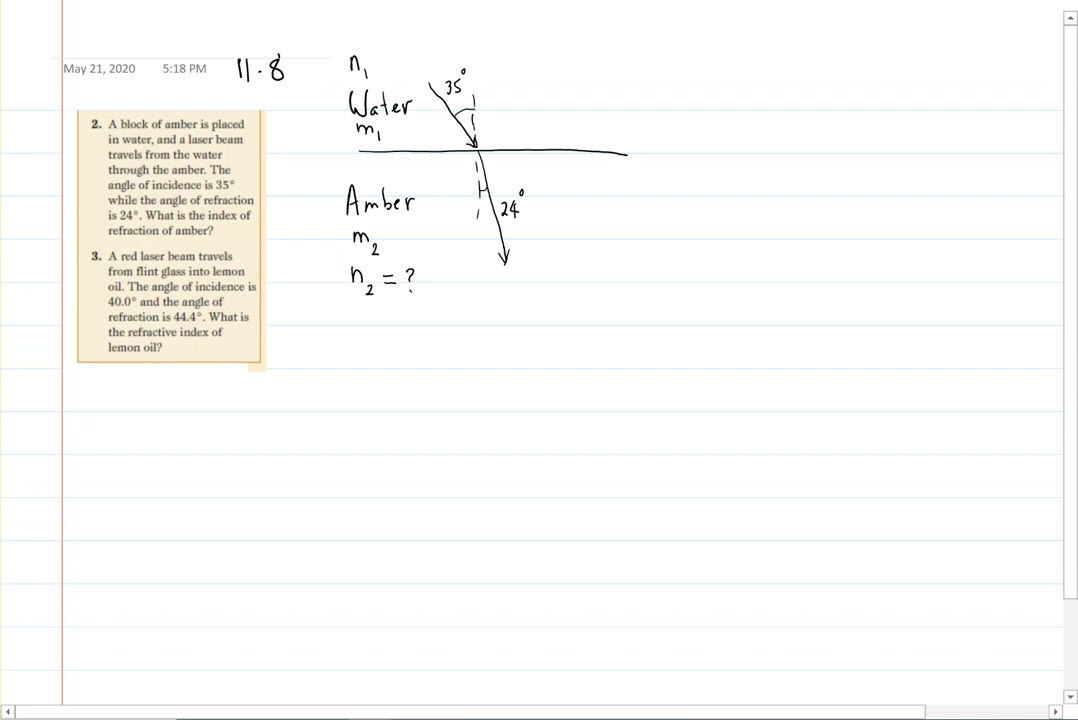 May 21, 2020 5:18 PM 11.8
2. A block of amber is placed
in water, and a laser beam
travels from the water
through the amber. The
angle of incidence is 35°
while the angle of refraction
is 24°. What is the index of
refraction of amber?
3. A red laser beam travels
from flint glass into lemon
oil. The angle of incidence is
40.0° and the angle of
refraction is 44.4°. What is
the refractive index of
lemon oil?
n₁
Water
m₁
35°
Amber
m₂
n₂ = ?
24°